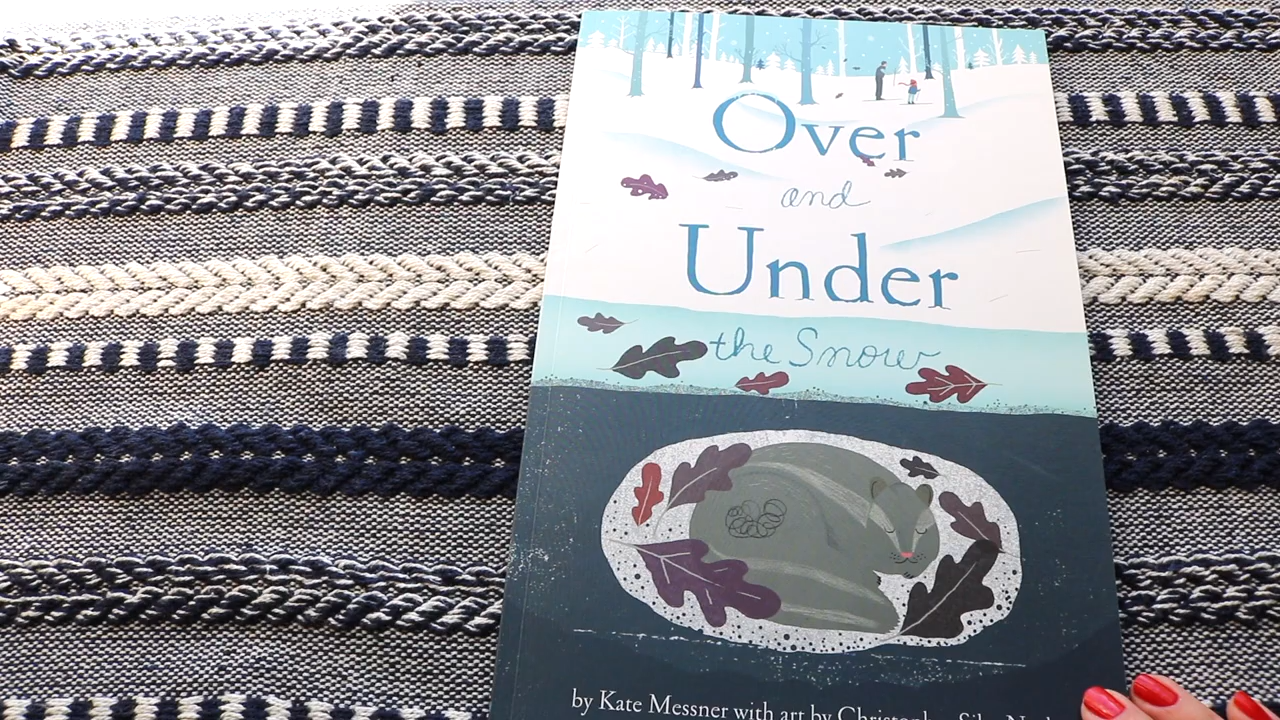 Over
and
Under
the Snow
by Kate Messner with art by